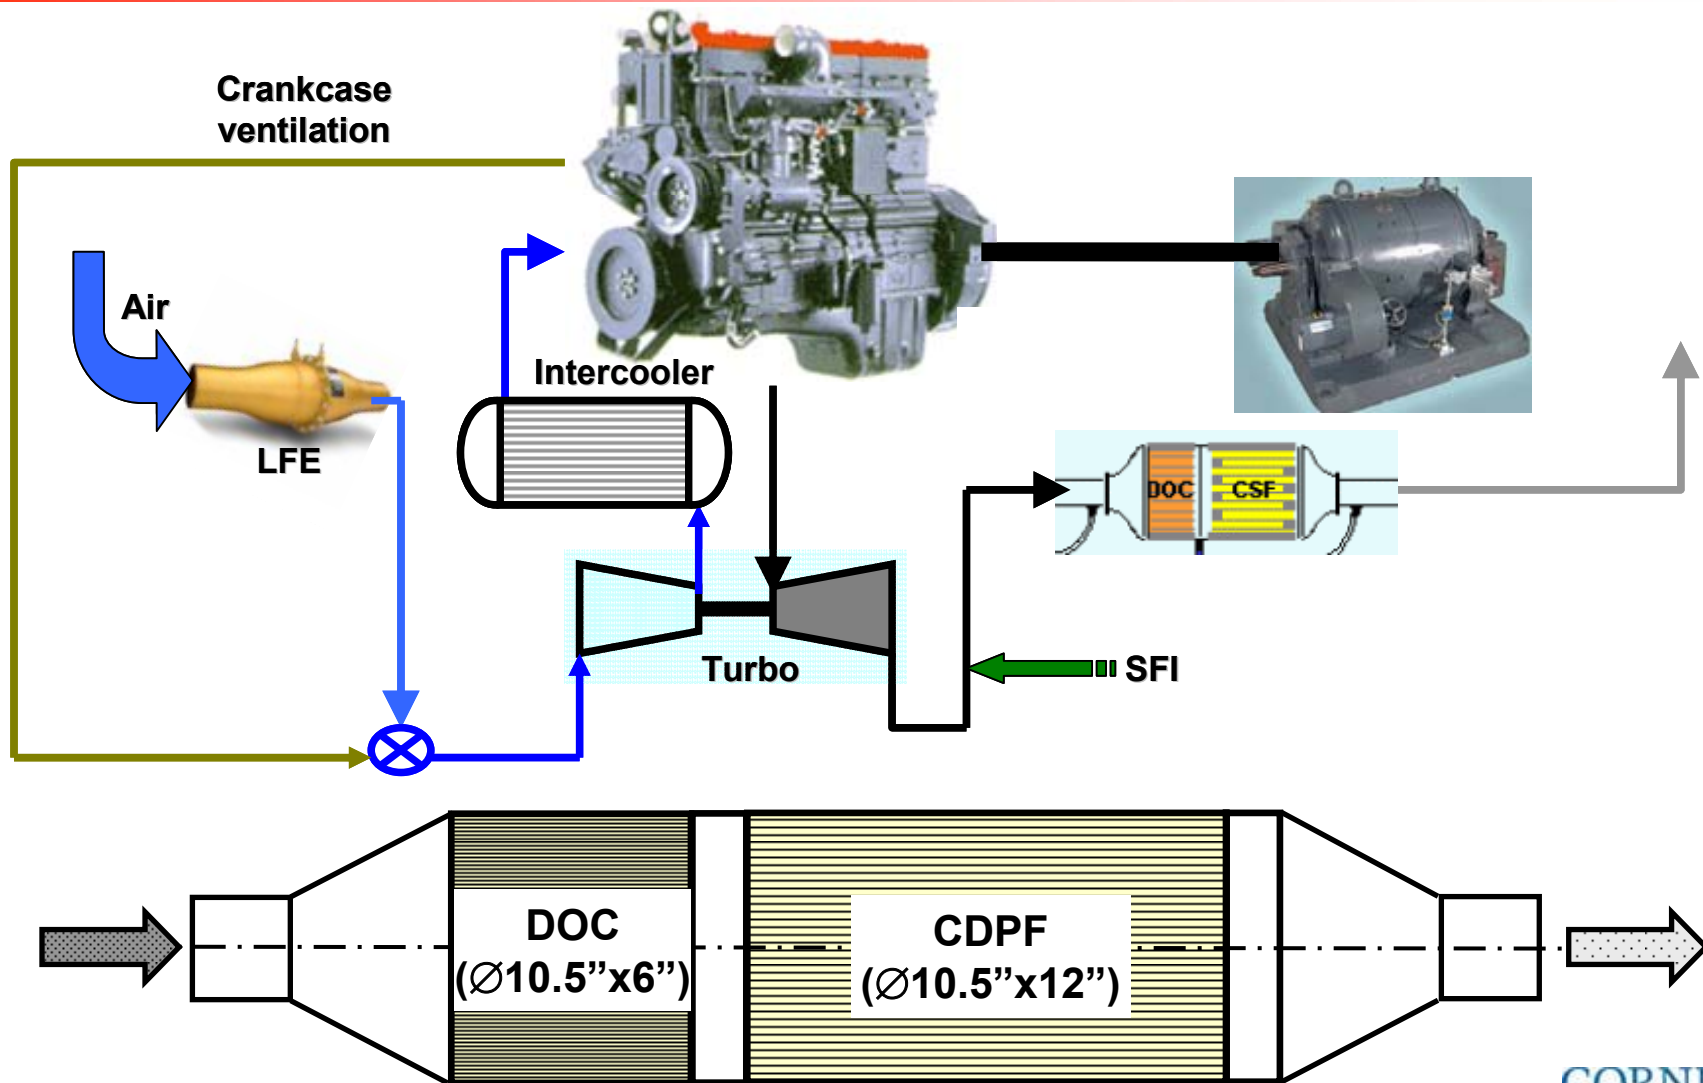 Crankcase
ventilation
Air
LFE
Intercooler
DOC
CSF
Turbo
SFI
DOC
(∅10.5”x6”)
CDPF
(∅10.5”x12”)